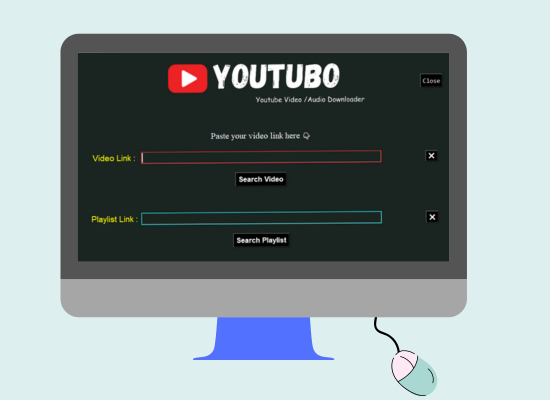 YOUTUBO
Youtube Video /Audio Downloader
Close
Paste your video link here
Video Link :
X
Search Video
Playlist Link :
X
Search Playlist